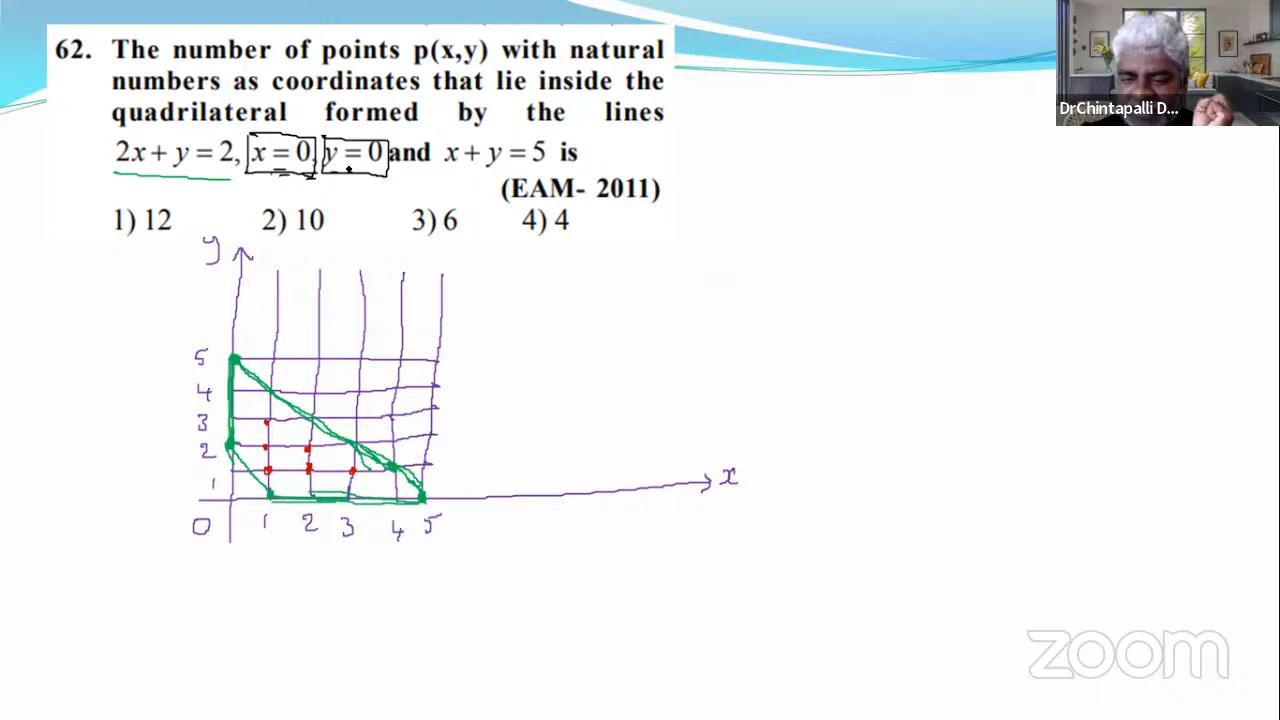 62. The number of points p(x,y) with natural
numbers as coordinates that lie inside the
quadrilateral formed by the lines
2x + y = 2, x = 0, y = 0 and x + y = 5 is
(EAM- 2011)
1) 12 2) 10 3) 6 4) 4
DrChintapalli D...
y
5
4
3
2
1
x
0 1 2 3 4 5
zoom